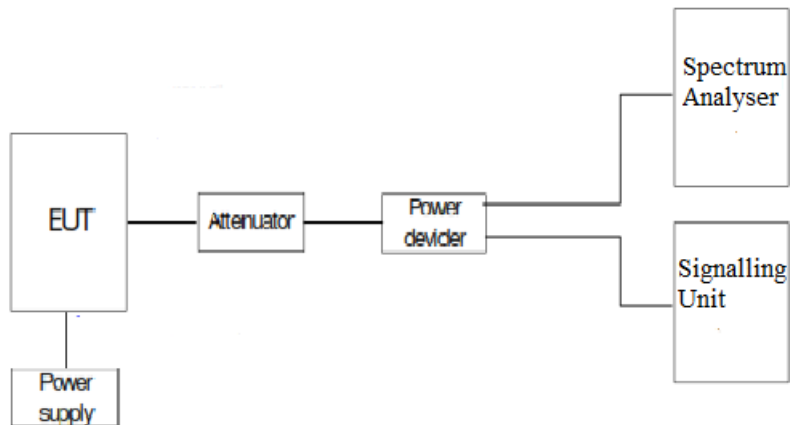 Spectrum
Analyser
EUT
Attenuator
Power
devider
Signalling
Unit
Power
supply